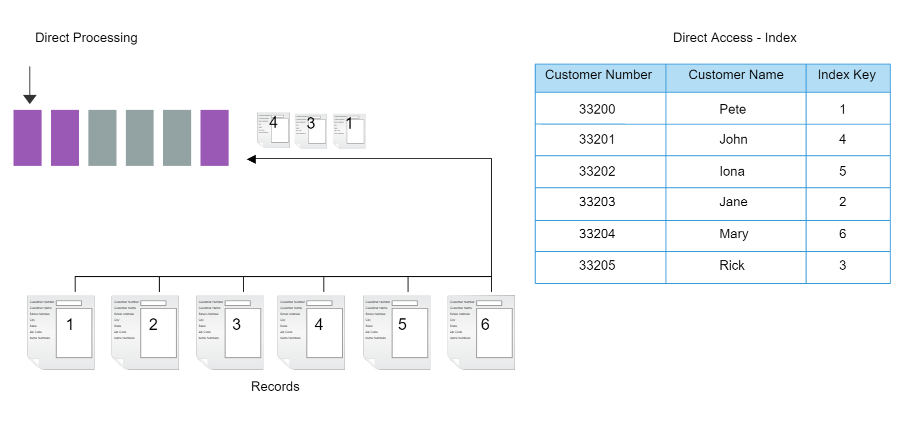 Direct Processing
Direct Access - Index
Customer Number Customer Name Index Key
33200 Pete 1
33201 John 4
33202 Iona 5
33203 Jane 2
33204 Mary 6
33205 Rick 3
4 3 1
1 2 3 4 5 6
Records